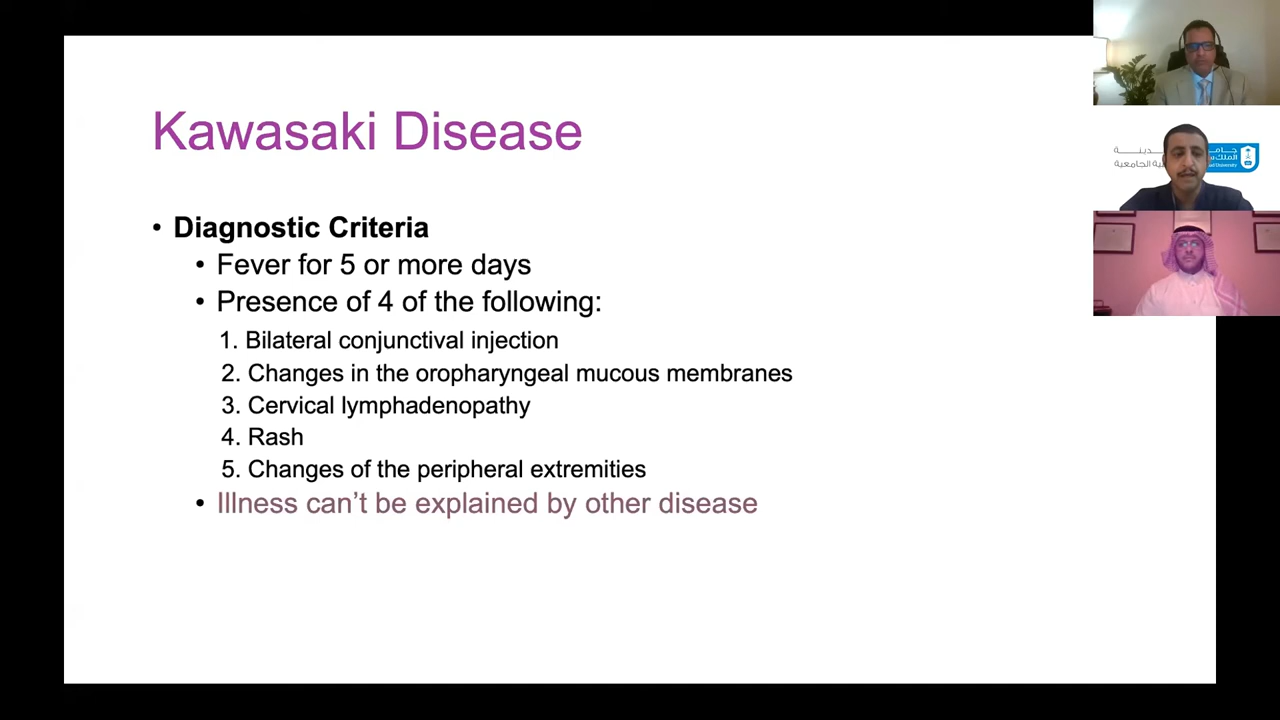 Kawasaki Disease
• Diagnostic Criteria
• Fever for 5 or more days
• Presence of 4 of the following:
1. Bilateral conjunctival injection
2. Changes in the oropharyngeal mucous membranes
3. Cervical lymphadenopathy
4. Rash
5. Changes of the peripheral extremities
• Illness can’t be explained by other disease
الجامعية
University